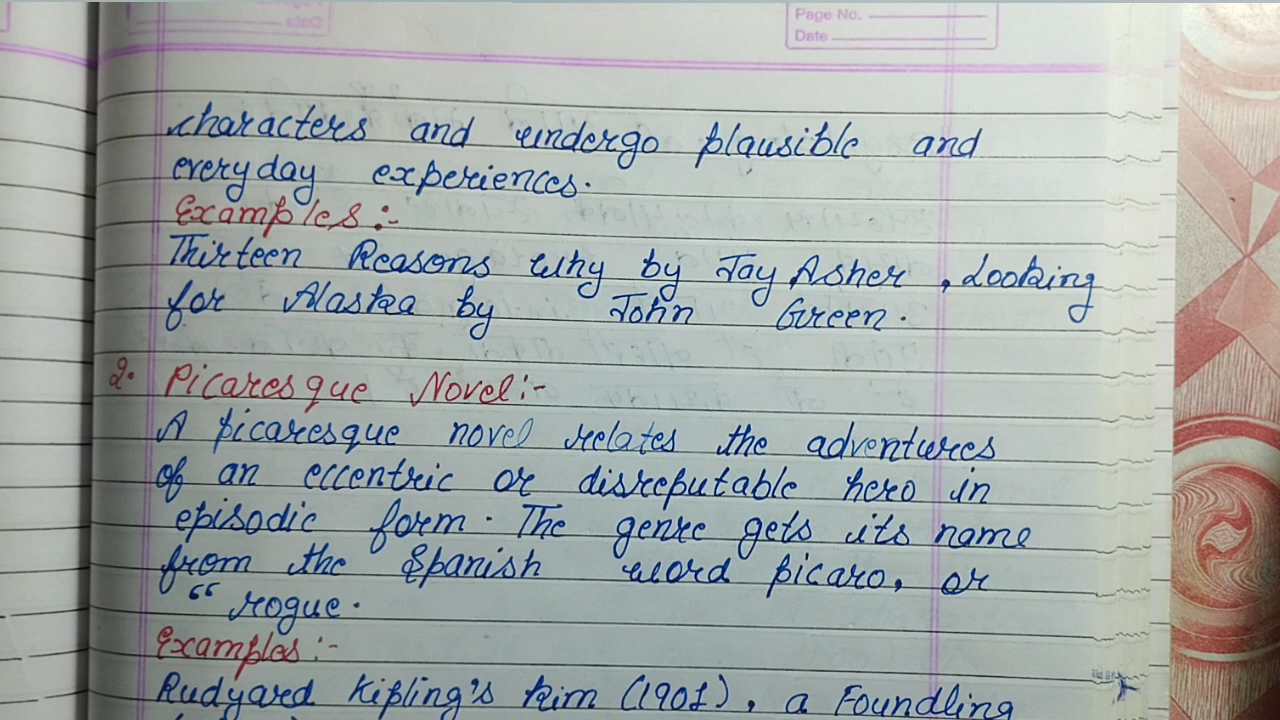 Page No.
Date
characters and undergo plausible and
everyday experiences.
Examples :-
Thirteen Reasons Why by Jay Asher , Looking
for Alaska by John Green .
2. Picaresque Novel :-
A picaresque novel relates the adventures
of an eccentric or disreputable hero in
episodic form . The genre gets its name
from the Spanish word picaro, or
“ rogue .
Examples :-
Rudyard Kipling's Kim (1901) , a Foundling